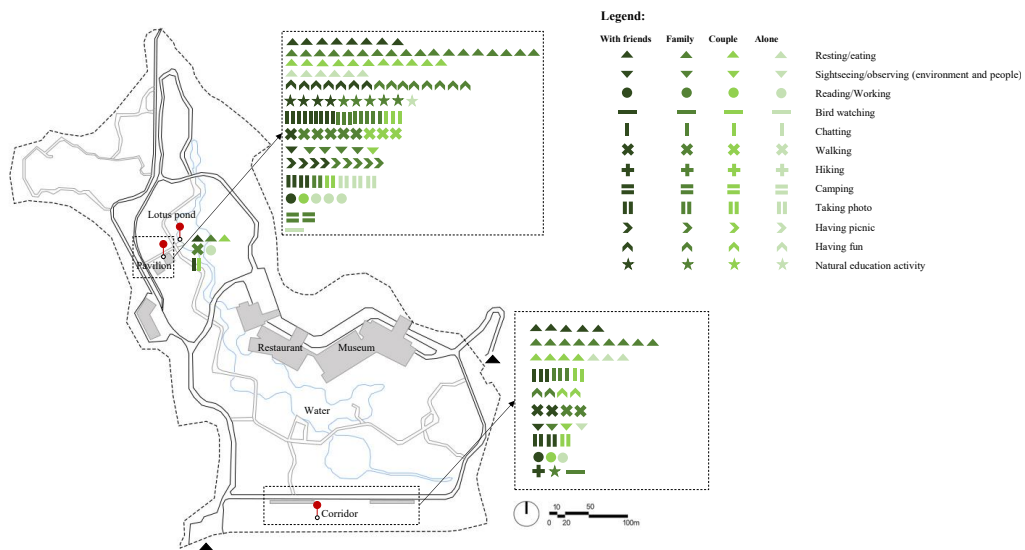 Legend:
With friends Family Couple Alone
Resting/eating
Sightseeing/observing (environment and people)
Reading/Working
Bird watching
Chatting
Walking
Hiking
Camping
Taking photo
Having picnic
Having fun
Natural education activity
Lotus pond
Pavilion
Restaurant
Museum
Water
Corridor
10 50
0 20 100m